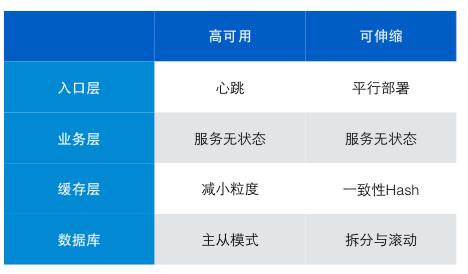 高可用 可伸缩
入口层 心跳 平行部署
业务层 服务无状态 服务无状态
缓存层 减小粒度 一致性Hash
数据库 主从模式 拆分与滚动